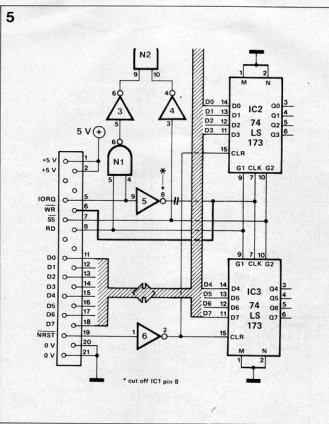 5
N2
9 10
6
3
5
4
4
3
5 V
N1
6
5 4
*
9 5 8
+5 V 1
+5 V 2
IORQ 5
WR 6
S5 7
RD 8
D0 11
D1 12
D2 13
D3 14
D4 15
D5 16
D6 17
D7 18
NRST 19
0 V 20
0 V 21
1 6 2
1 2
M N
D0 14 D0 Q0 3
D1 13 D1 Q1 4
D2 12 D2 Q2 5
D3 11 D3 Q3 6
IC2
74
LS
173
15 CLR
G1 CLK G2
9 7 10
9 7 10
G1 CLK G2
D4 14 D4 Q4 3
D5 13 D5 Q5 4
D6 12 D6 Q6 5
D7 11 D7 Q7 6
IC3
74
LS
173
15 CLR
M N
1 2
* cut off IC1 pin 8